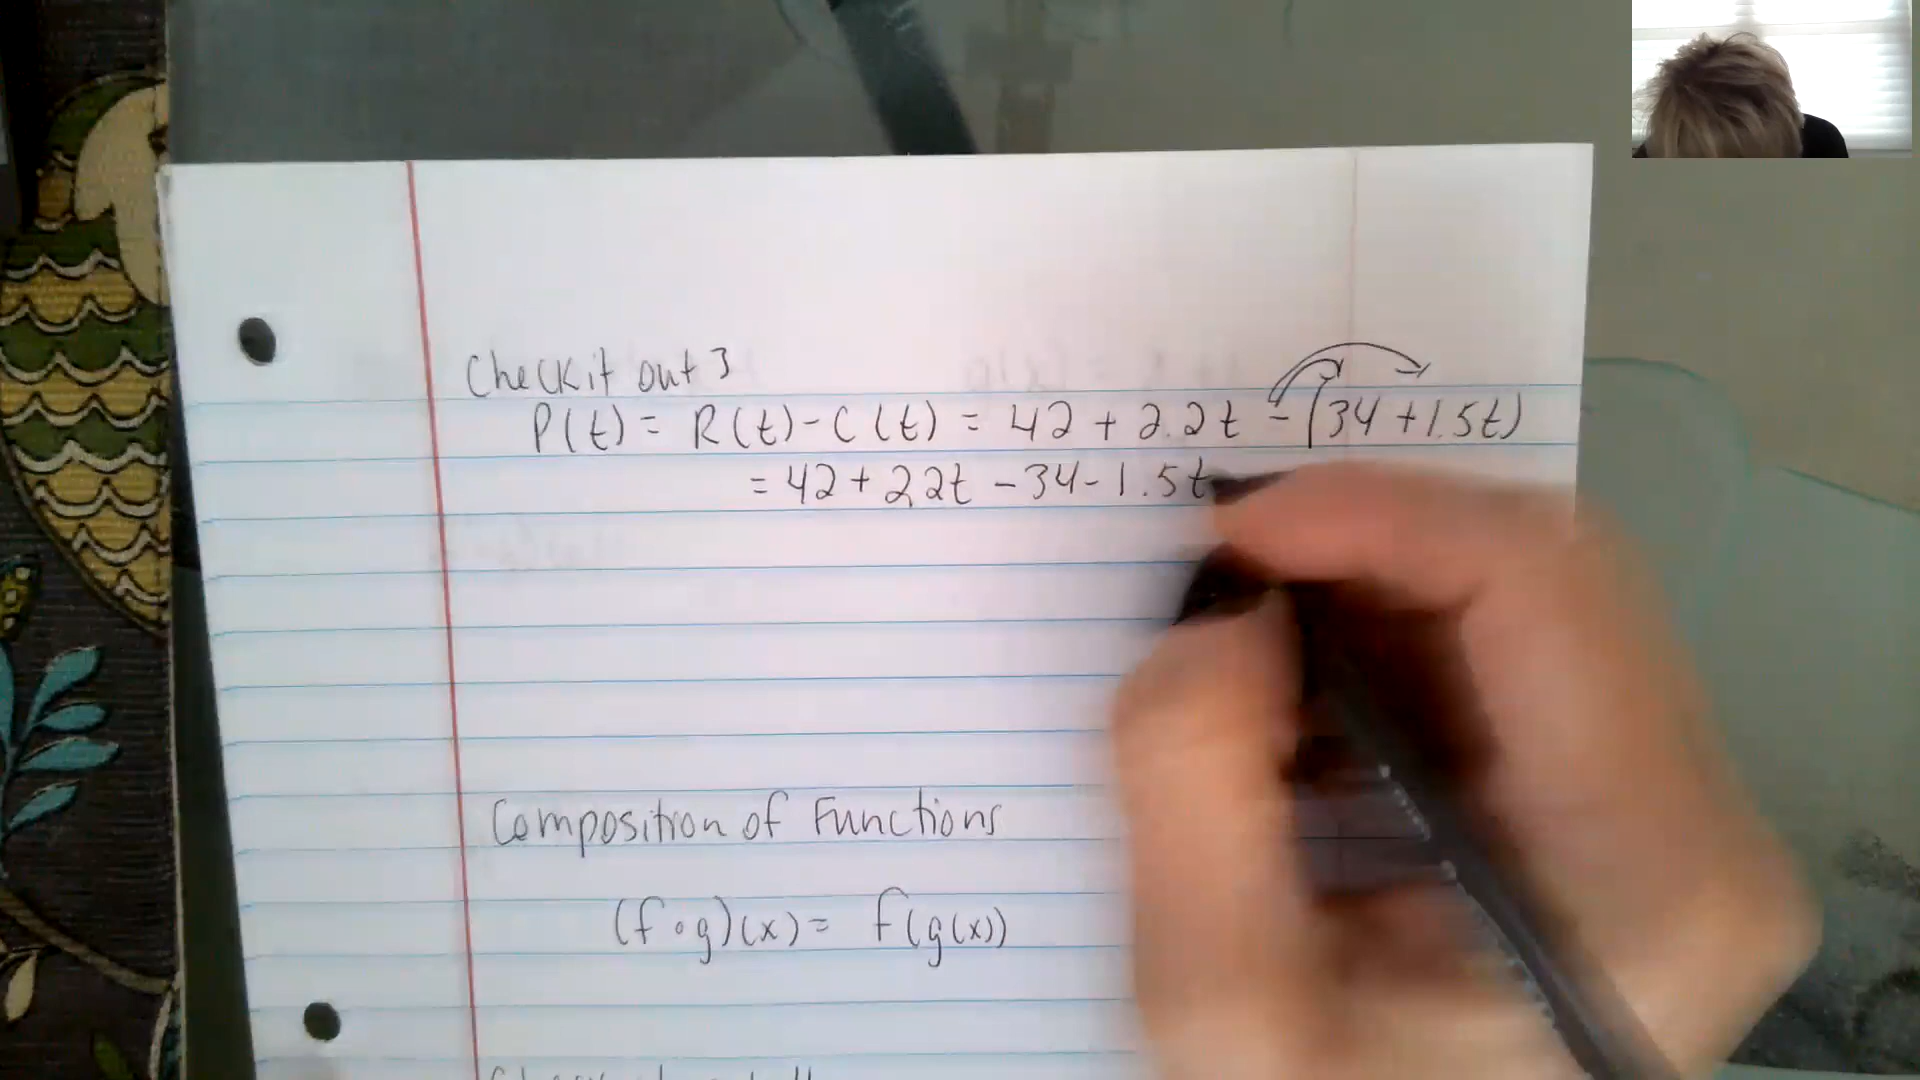 Check it out 3
P(t) = R(t) - C(t) = 42 + 2.2t - (34 + 1.5t)
= 42 + 2.2t - 34 - 1.5t
Composition of Functions
(f∘g)(x) = f(g(x))